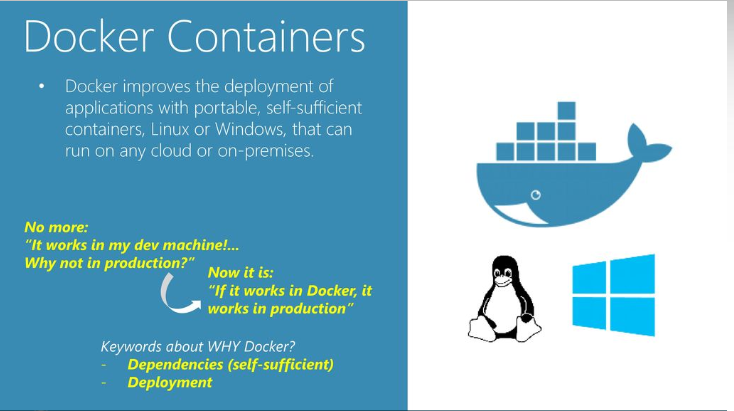 Docker Containers
• Docker improves the deployment of
applications with portable, self-sufficient
containers, Linux or Windows, that can
run on any cloud or on-premises.
No more:
“It works in my dev machine!...
Why not in production?”
Now it is:
“If it works in Docker, it
works in production”
Keywords about WHY Docker?
- Dependencies (self-sufficient)
- Deployment